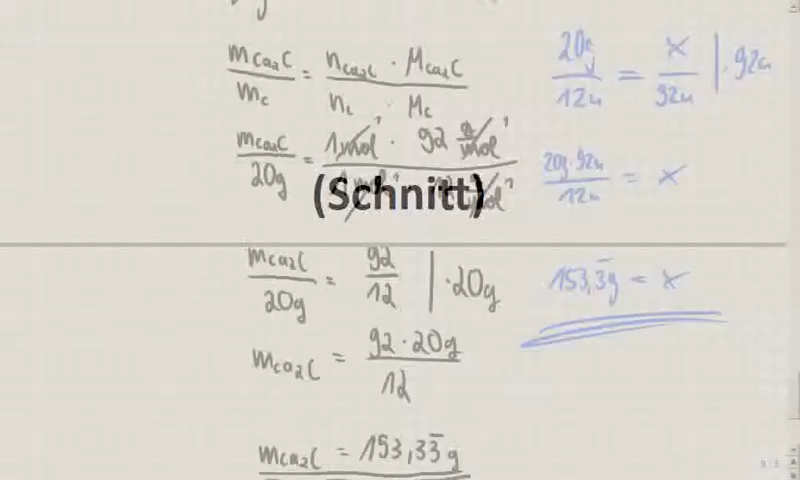 m_Ca₂C / m_C = n_Ca₂C · M_Ca₂C / n_C · M_C
m_Ca₂C / 20g = 1mol · 92 g/mol / 1mol ·
(Schnitt)
m_Ca₂C / 20g = 92 / 12 | · 20g
m_Ca₂C = 92 · 20g / 12
m_Ca₂C = 153,33̅ g
20g / 12u = x / 92u | · 92u
20g · 92u / 12u = x
153,3̅g = x